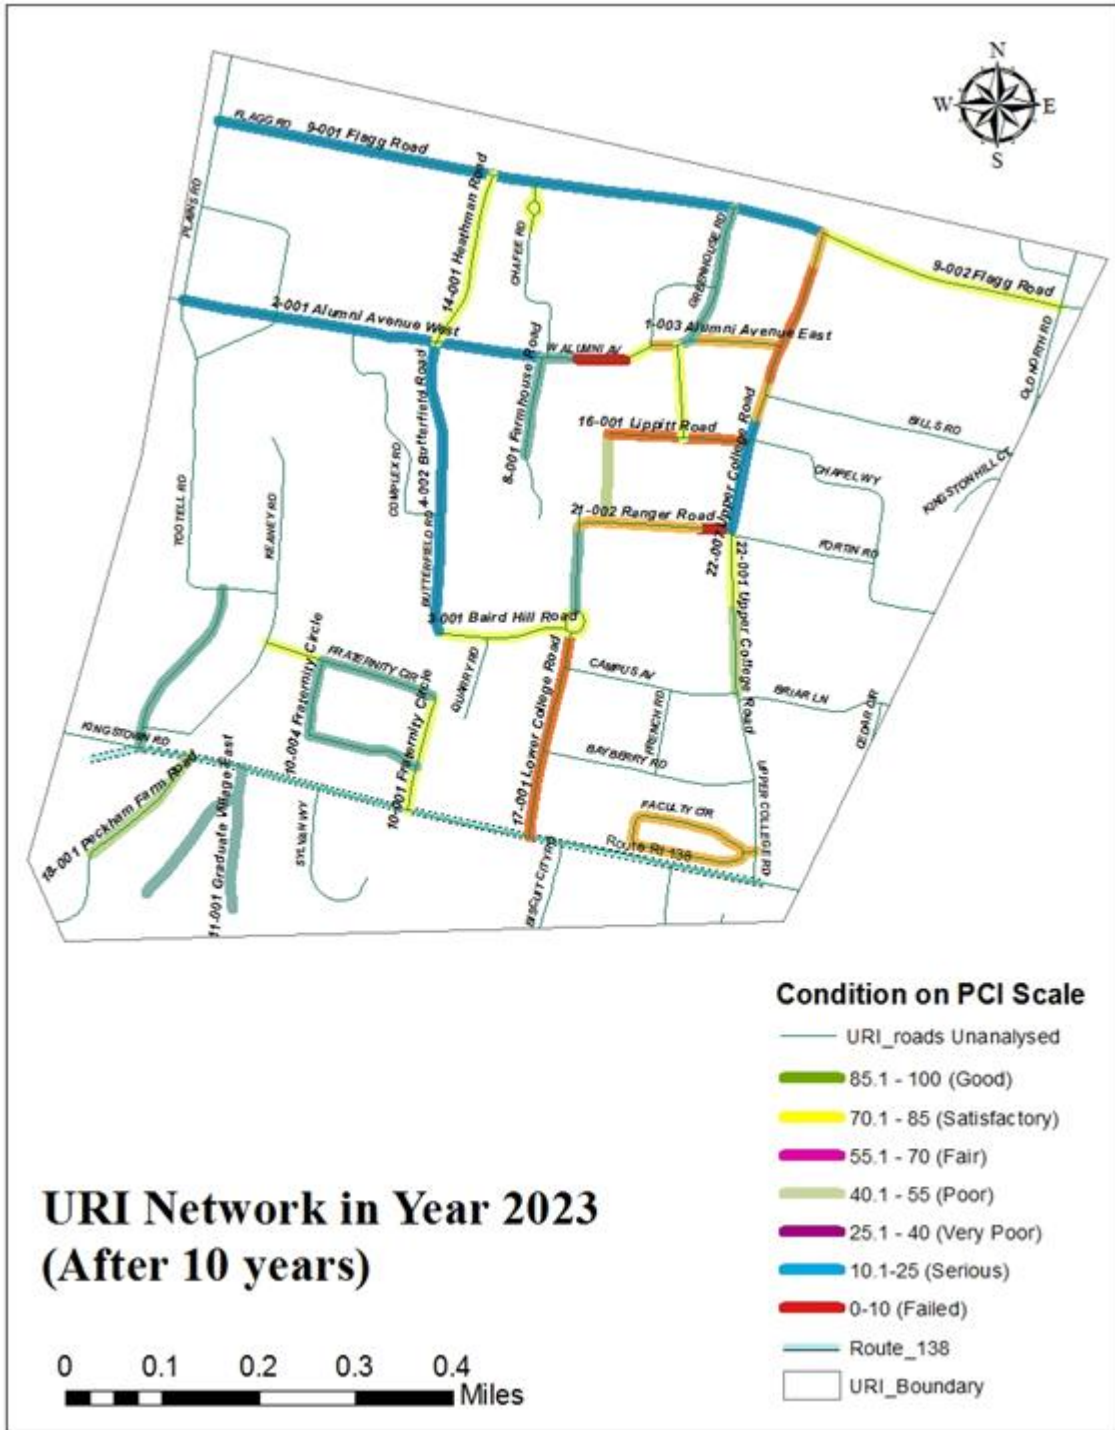 N
W E
S
FLAGG RD 9-001 Flagg Road
PLAINS RD
14-001 Heathman Road
CHAFEE RD
GREENHOUSE RD
9-002 Flagg Road
OLD NORTH RD
2-001 Alumni Avenue West
W ALUMNI AV
1-003 Alumni Avenue East
8-001 Farmhouse Road
4-002 Butterfield Road
BUTTERFIELD RD
COMPLEX RD
TOOTELL RD
KEANEY RD
16-001 Lippitt Road
BILLS RD
CHAPEL WY
KINGSTON HILL CT
21-002 Ranger Road
FORTIN RD
22-001 Upper College Road
3-001 Baird Hill Road
QUARRY RD
CAMPUS AV
BRIAR LN
CEDAR CIR
FRENCH RD
BAYBERRY RD
17-001 Lower College Road
FRATERNITY CIR
10-004 Fraternity Circle
10-001 Fraternity Circle
KINGSTOWN RD
18-001 Peckham Farm Road
11-001 Graduate Village East
SYLVAN WY
BISCUIT CITY RD
FACULTY CIR
Route RI 138
UPPER COLLEGE RD
Condition on PCI Scale
URI_roads Unanalysed
85.1 - 100 (Good)
70.1 - 85 (Satisfactory)
55.1 - 70 (Fair)
40.1 - 55 (Poor)
25.1 - 40 (Very Poor)
10.1-25 (Serious)
0-10 (Failed)
Route_138
URI_Boundary
URI Network in Year 2023
(After 10 years)
0 0.1 0.2 0.3 0.4
Miles